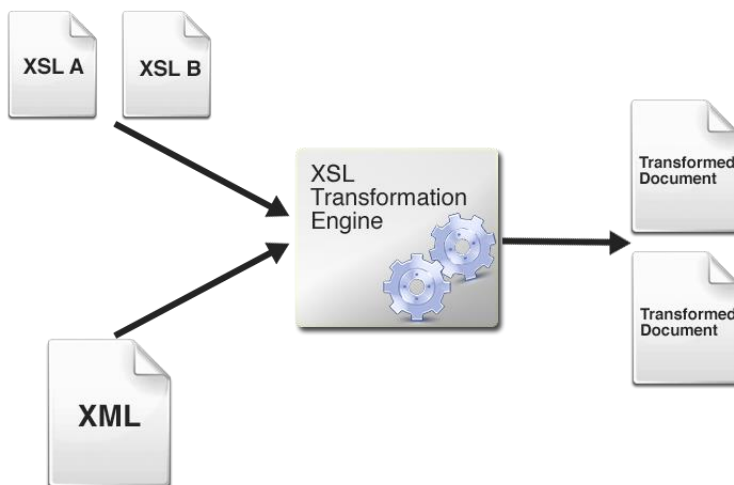 XSL A
XSL B
XSL
Transformation
Engine
Transformed
Document
Transformed
Document
XML